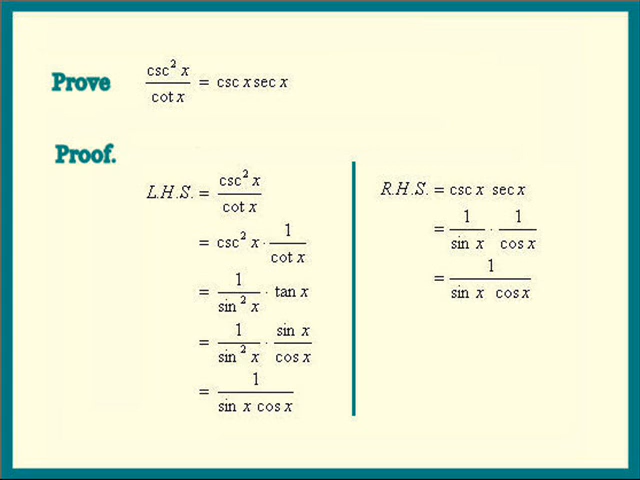 Prove csc² x / cot x = csc x sec x
Proof.
L.H.S. = csc² x / cot x
= csc² x · 1 / cot x
= 1 / sin² x · tan x
= 1 / sin² x · sin x / cos x
= 1 / sin x cos x
R.H.S. = csc x sec x
= 1 / sin x · 1 / cos x
= 1 / sin x cos x